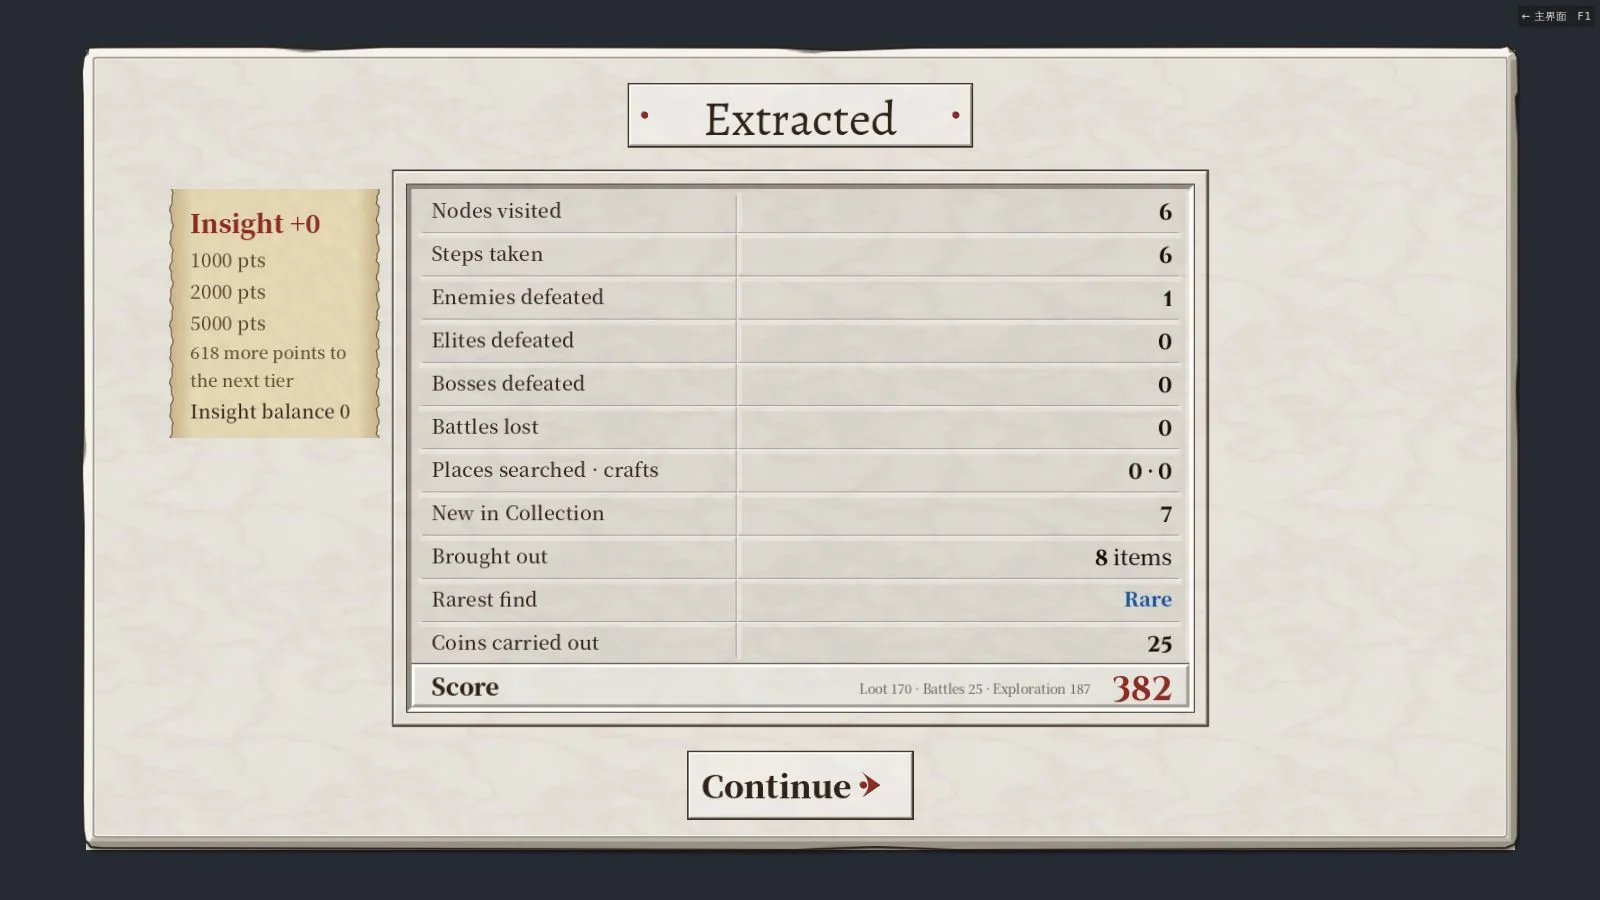 ← 主界面 F1
Extracted
Insight +0
1000 pts
2000 pts
5000 pts
618 more points to
the next tier
Insight balance 0
Nodes visited 6
Steps taken 6
Enemies defeated 1
Elites defeated 0
Bosses defeated 0
Battles lost 0
Places searched · crafts 0 · 0
New in Collection 7
Brought out 8 items
Rarest find Rare
Coins carried out 25
Score Loot 170 · Battles 25 · Exploration 187 382
Continue